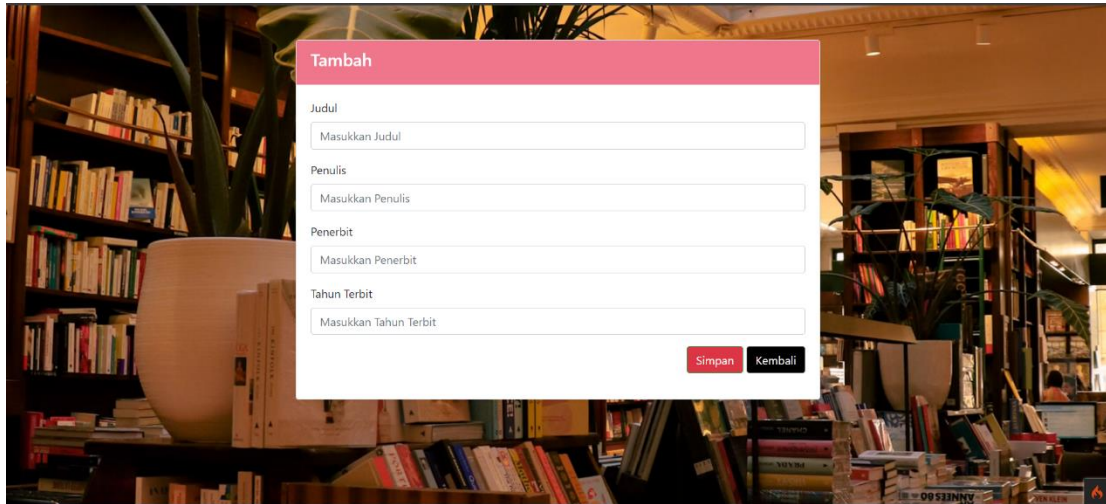 Tambah
Judul
Masukkan Judul
Penulis
Masukkan Penulis
Penerbit
Masukkan Penerbit
Tahun Terbit
Masukkan Tahun Terbit
Simpan
Kembali